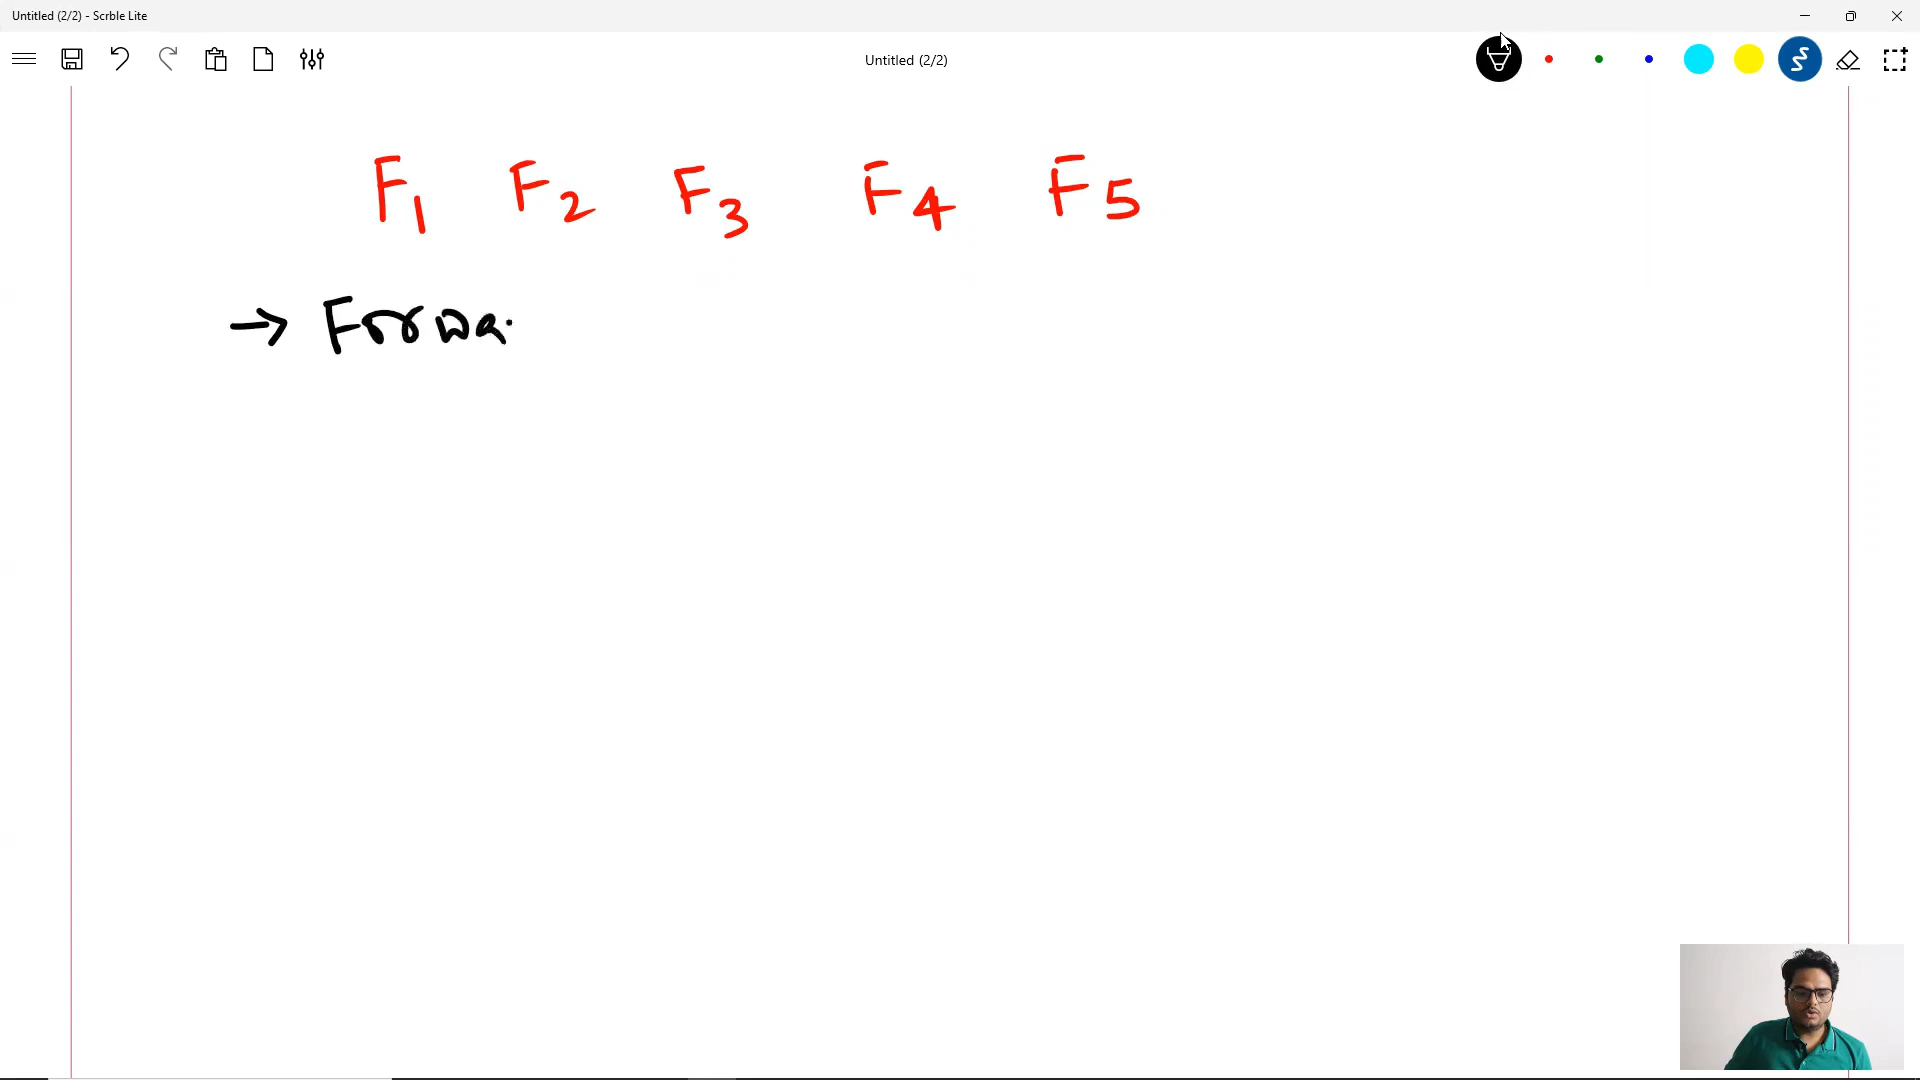 Untitled (2/2) - Scrble Lite
Untitled (2/2)
F1 F2 F3 F4 F5
→ Forwa